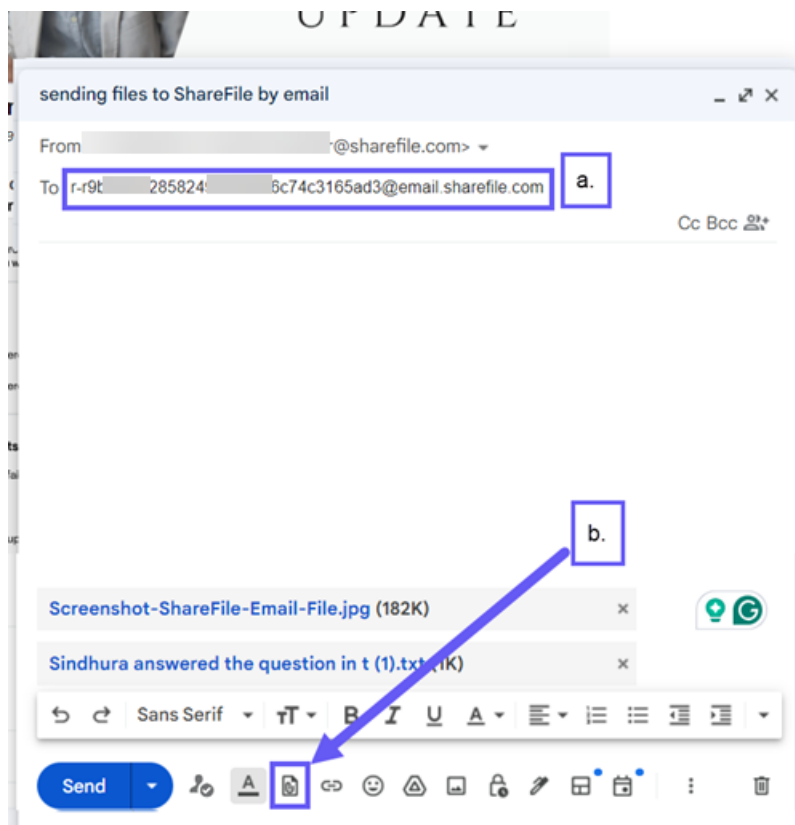 UPDATE
sending files to ShareFile by email
From r@sharefile.com>
To r-r9b 285824 6c74c3165ad3@email.sharefile.com
a.
Cc Bcc
b.
Screenshot-ShareFile-Email-File.jpg (182K)
Sindhura answered the question in t (1).txt (1K)
Sans Serif B I U A
Send A